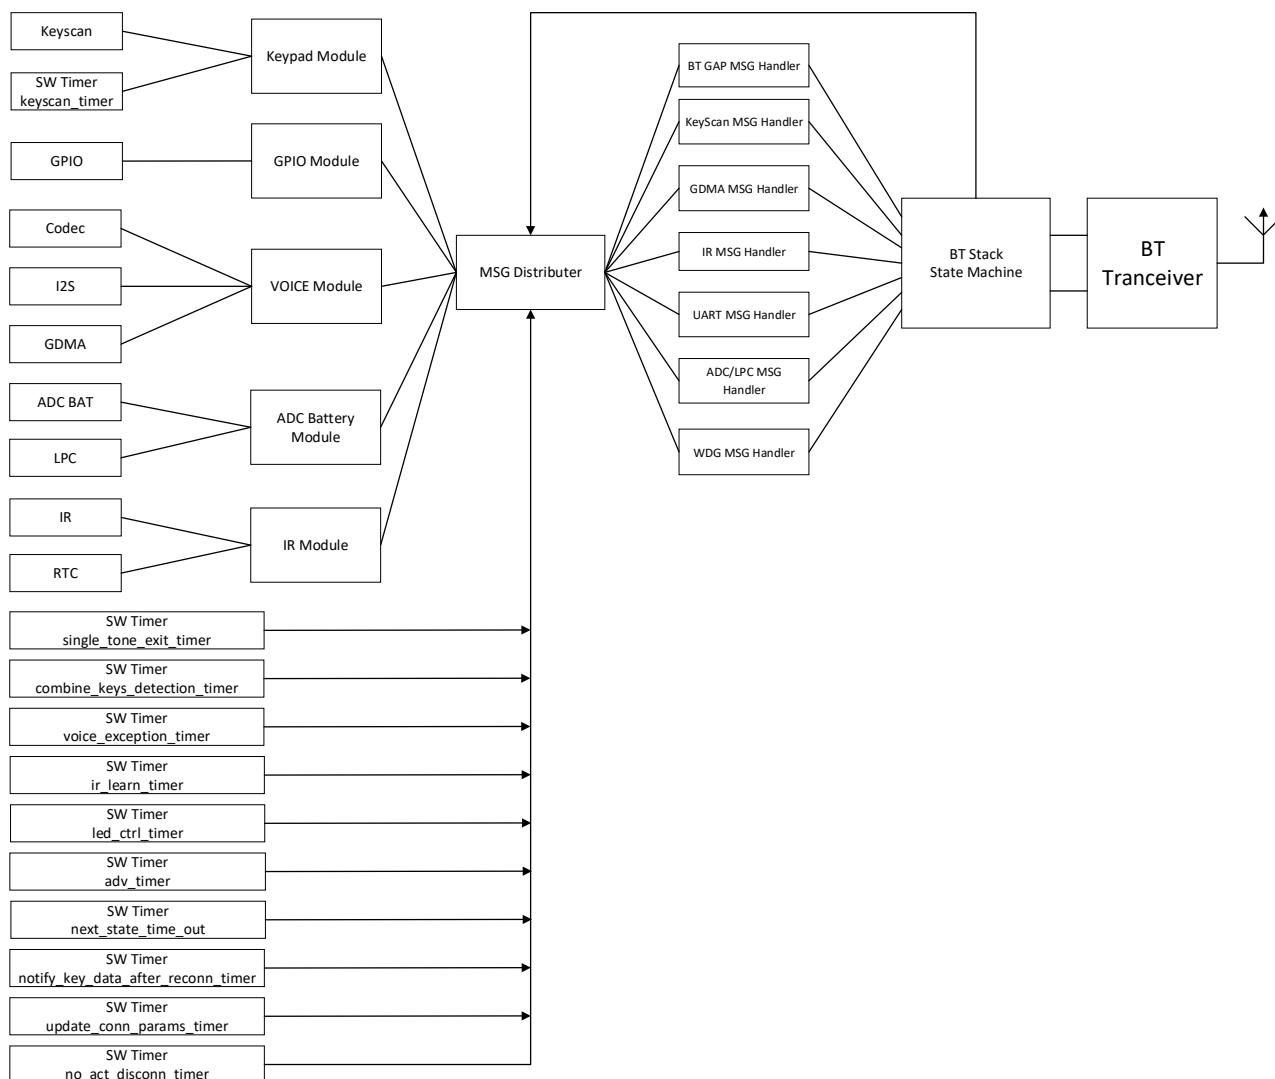 Keyscan
SW Timer
keyscan_timer
GPIO
Codec
I2S
GDMA
ADC BAT
LPC
IR
RTC
Keypad Module
GPIO Module
VOICE Module
ADC Battery
Module
IR Module
MSG Distributer
BT GAP MSG Handler
KeyScan MSG Handler
GDMA MSG Handler
IR MSG Handler
UART MSG Handler
ADC/LPC MSG
Handler
WDG MSG Handler
BT Stack
State Machine
BT
Tranceiver
SW Timer
single_tone_exit_timer
SW Timer
combine_keys_detection_timer
SW Timer
voice_exception_timer
SW Timer
ir_learn_timer
SW Timer
led_ctrl_timer
SW Timer
adv_timer
SW Timer
next_state_time_out
SW Timer
notify_key_data_after_reconn_timer
SW Timer
update_conn_params_timer
SW Timer
no_act_disconn_timer